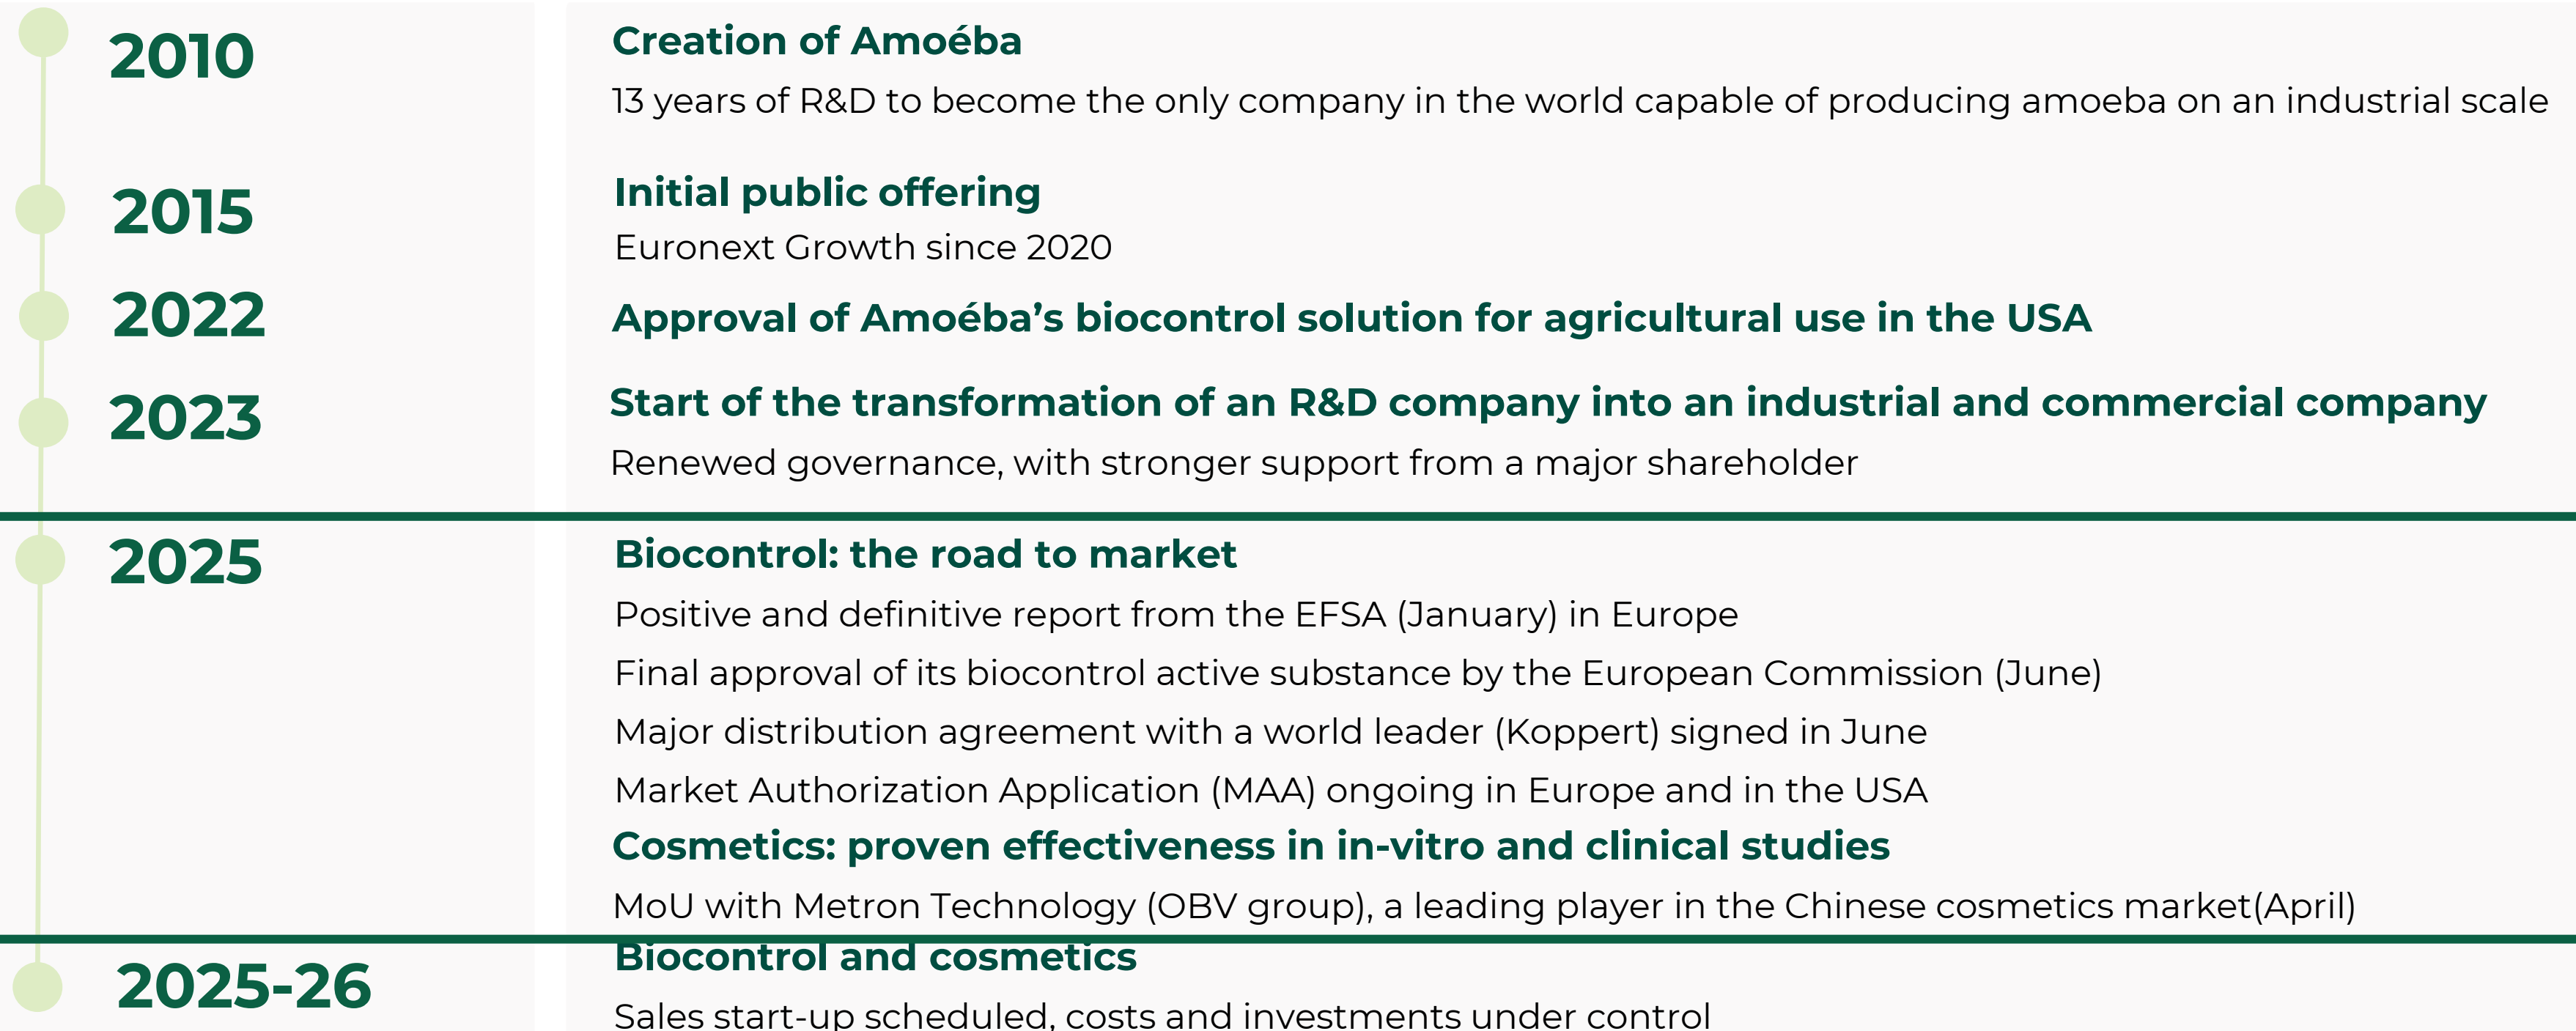 2010
Creation of Amoéba
13 years of R&D to become the only company in the world capable of producing amoeba on an industrial scale
2015
Initial public offering
Euronext Growth since 2020
2022
Approval of Amoéba’s biocontrol solution for agricultural use in the USA
2023
Start of the transformation of an R&D company into an industrial and commercial company
Renewed governance, with stronger support from a major shareholder
2025
Biocontrol: the road to market
Positive and definitive report from the EFSA (January) in Europe
Final approval of its biocontrol active substance by the European Commission (June)
Major distribution agreement with a world leader (Koppert) signed in June
Market Authorization Application (MAA) ongoing in Europe and in the USA
Cosmetics: proven effectiveness in in-vitro and clinical studies
MoU with Metron Technology (OBV group), a leading player in the Chinese cosmetics market(April)
2025-26
Biocontrol and cosmetics
Sales start-up scheduled, costs and investments under control